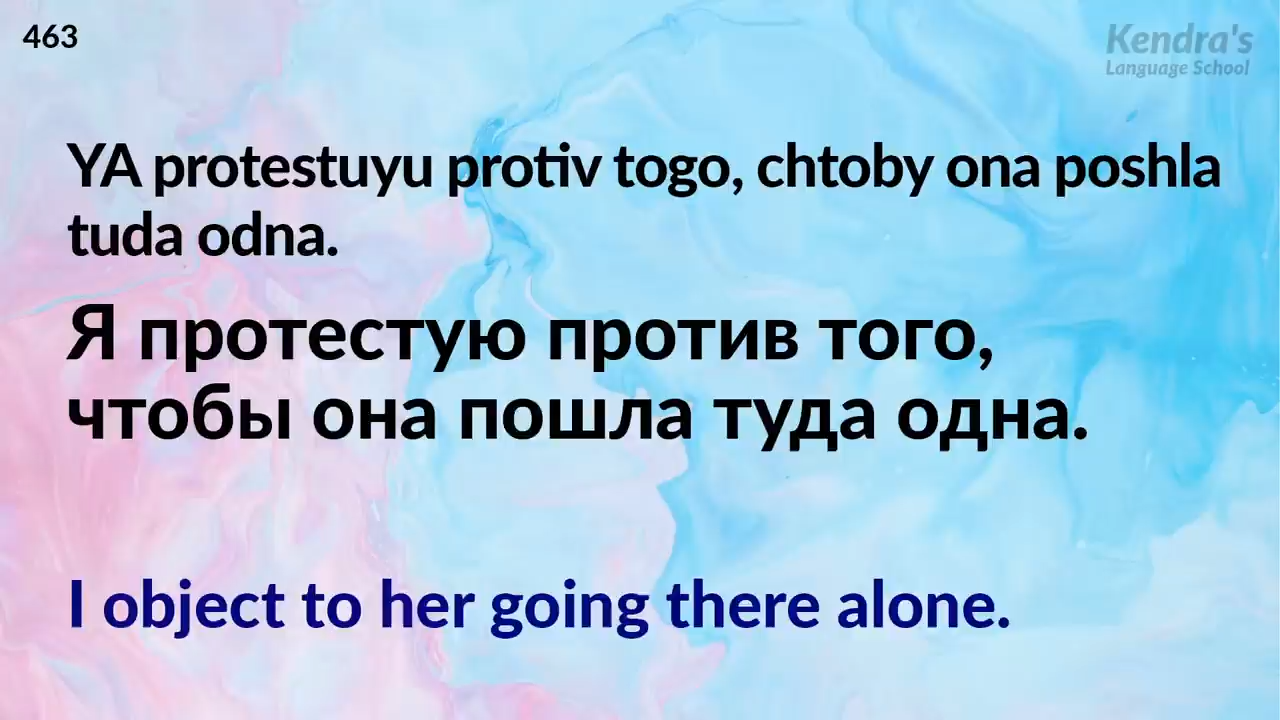 463
Kendra's
Language School
YA protestuyu protiv togo, chtoby ona poshla
tuda odna.
Я протестую против того,
чтобы она пошла туда одна.
I object to her going there alone.